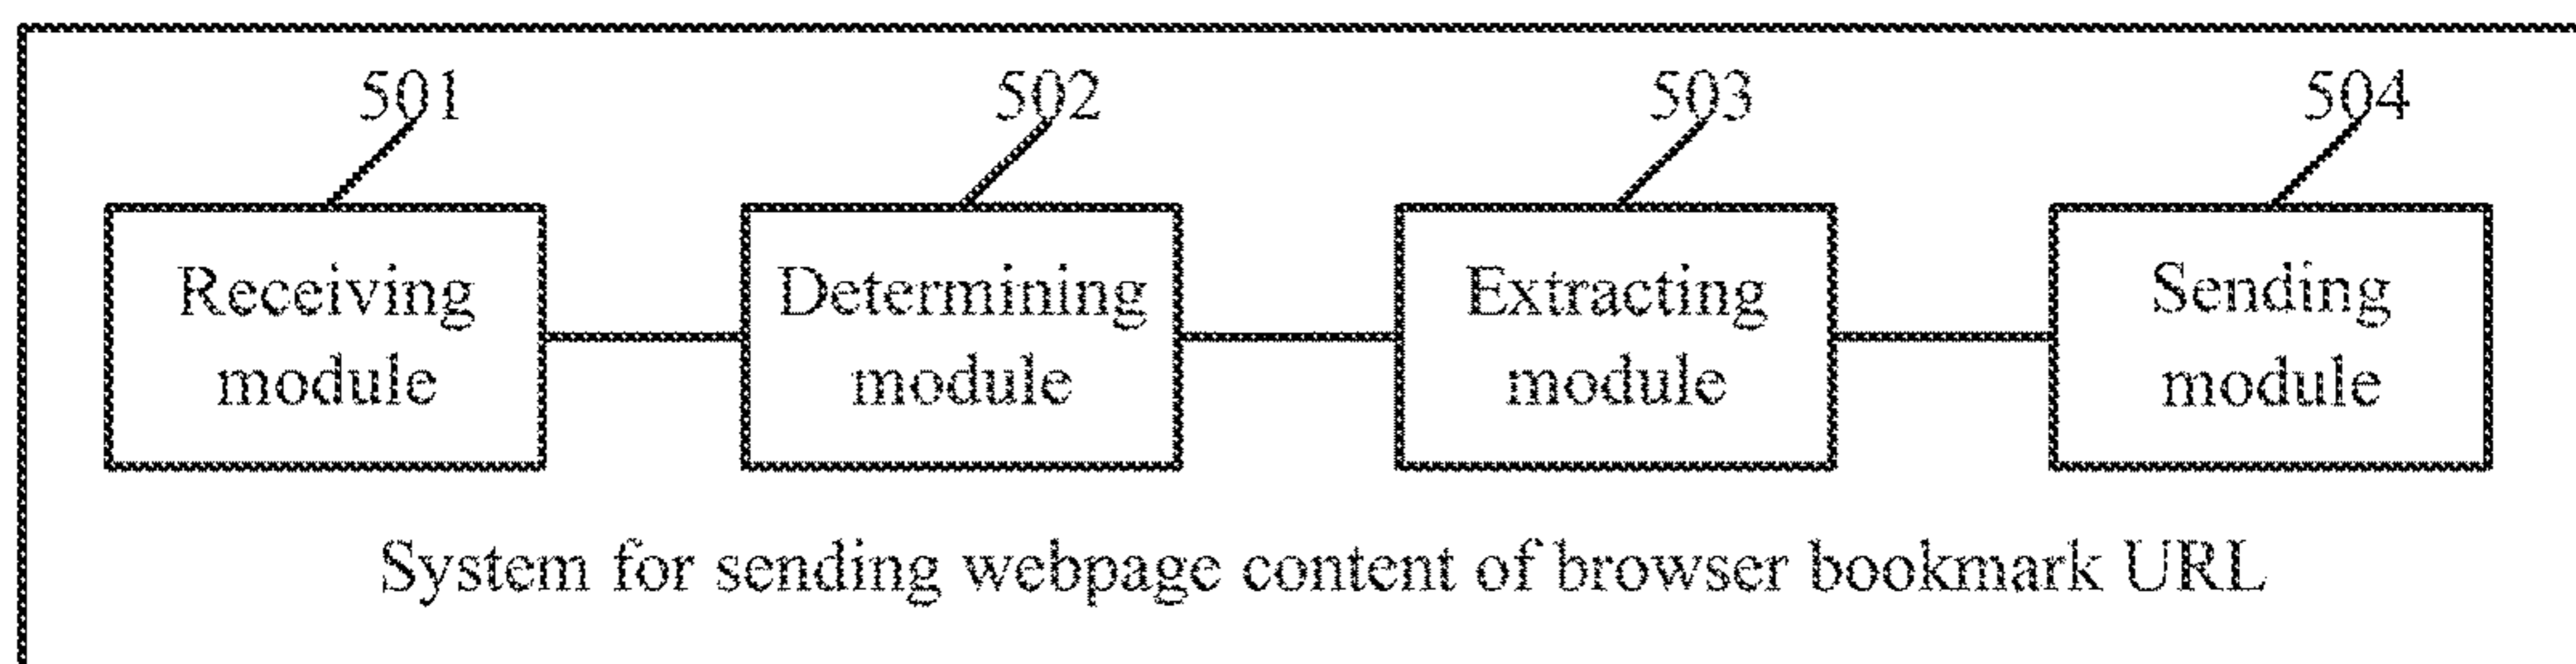 501 502 503 504
Receiving Determining Extracting Sending
module module module module
System for sending webpage content of browser bookmark URL